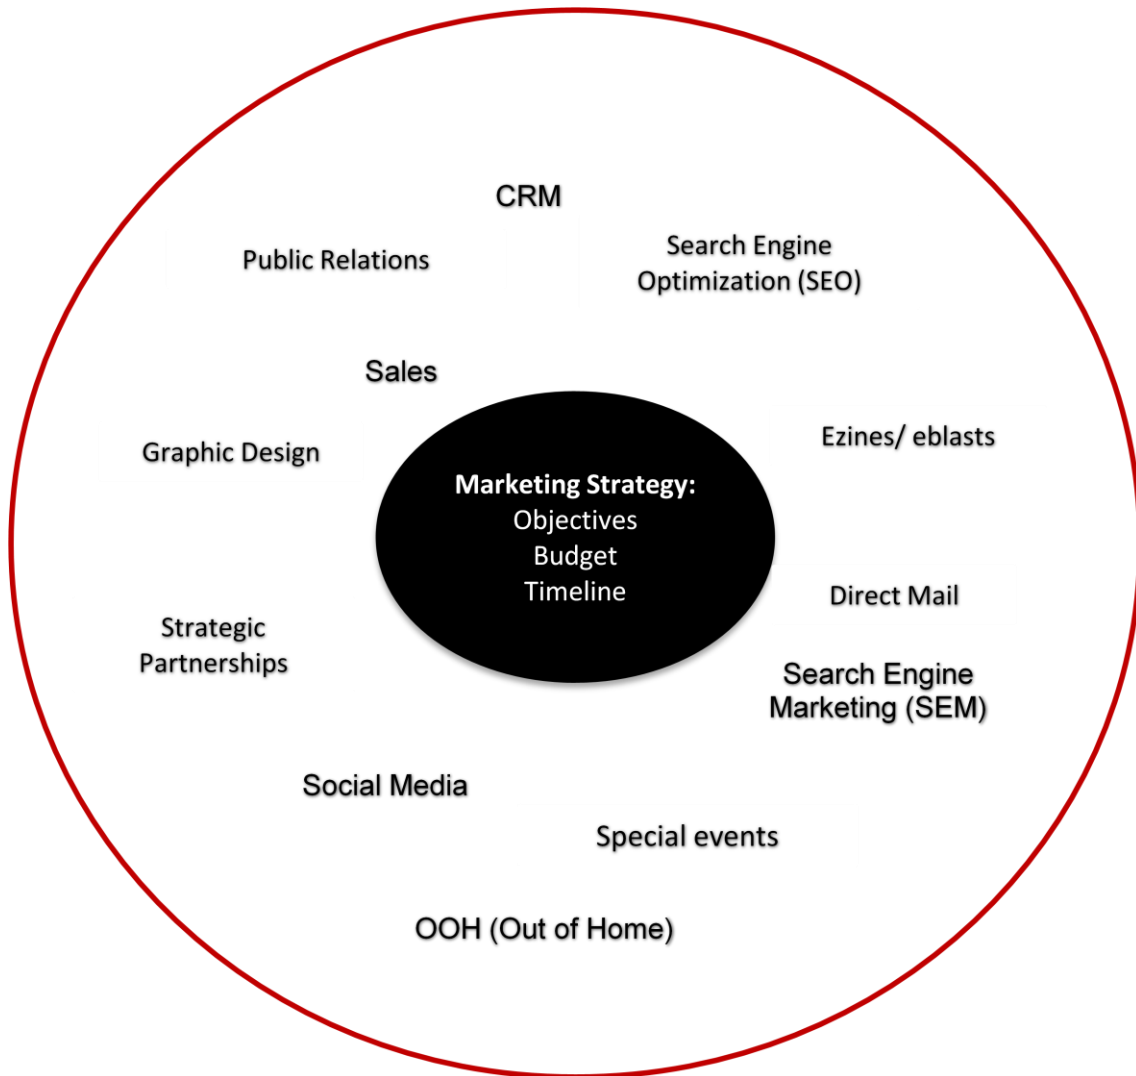 CRM
Public Relations
Search Engine
Optimization (SEO)
Sales
Graphic Design
Ezines/ eblasts
Marketing Strategy:
Objectives
Budget
Timeline
Direct Mail
Strategic
Partnerships
Search Engine
Marketing (SEM)
Social Media
Special events
OOH (Out of Home)